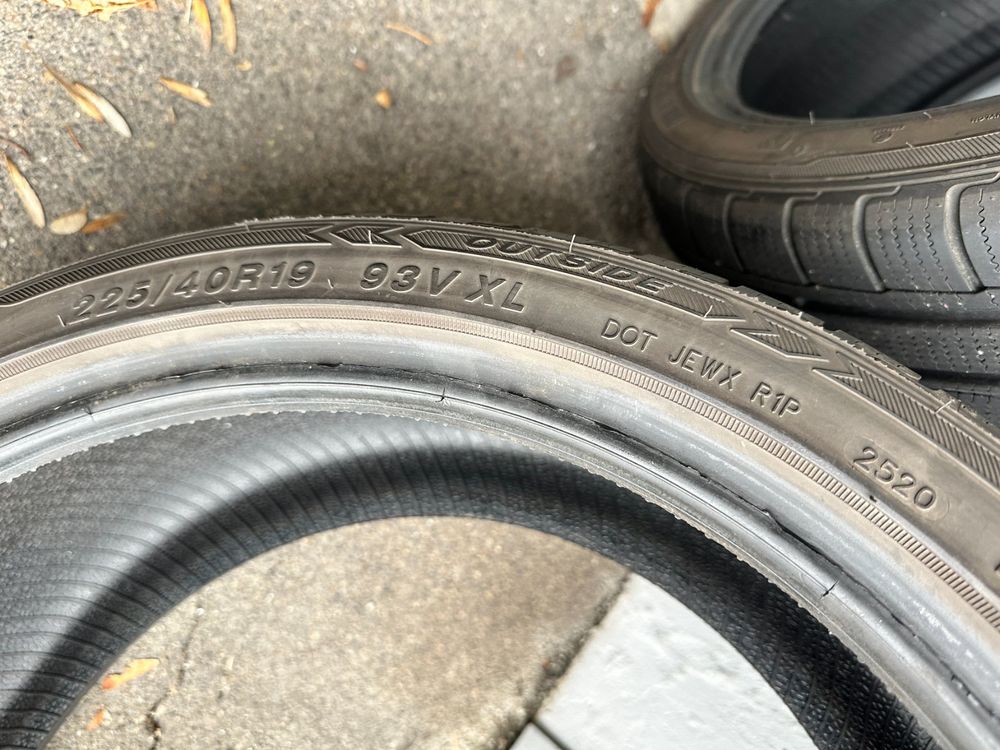 OUTSIDE
225/40R19 93V XL
DOT JEWX R1P 2520